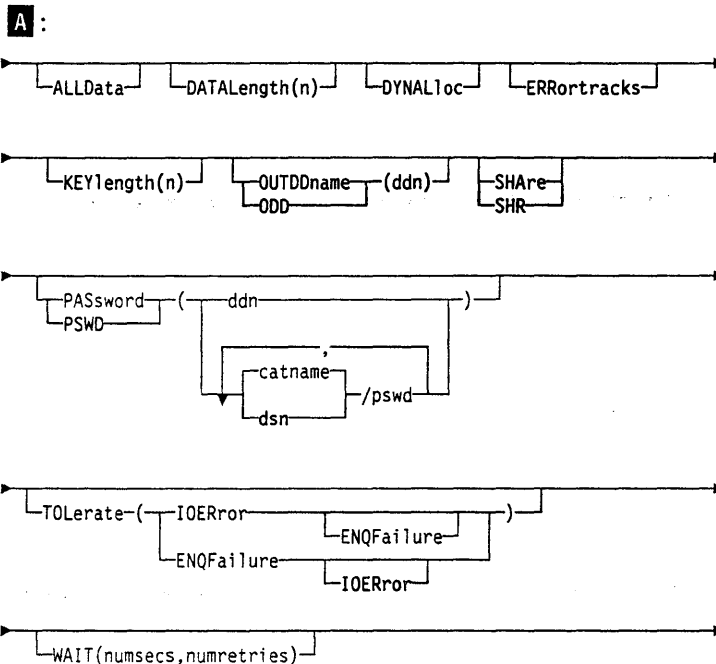 A :
ALLData DATALength(n) DYNALloc ERRortracks
KEYlength(n) OUTDDname (ddn) SHAre
ODD SHR
PASsword ( ddn )
PSWD
,
catname /pswd
dsn
TOLerate ( IOERror )
ENQFailure
ENQFailure
IOERror
WAIT(numsecs,numretries)